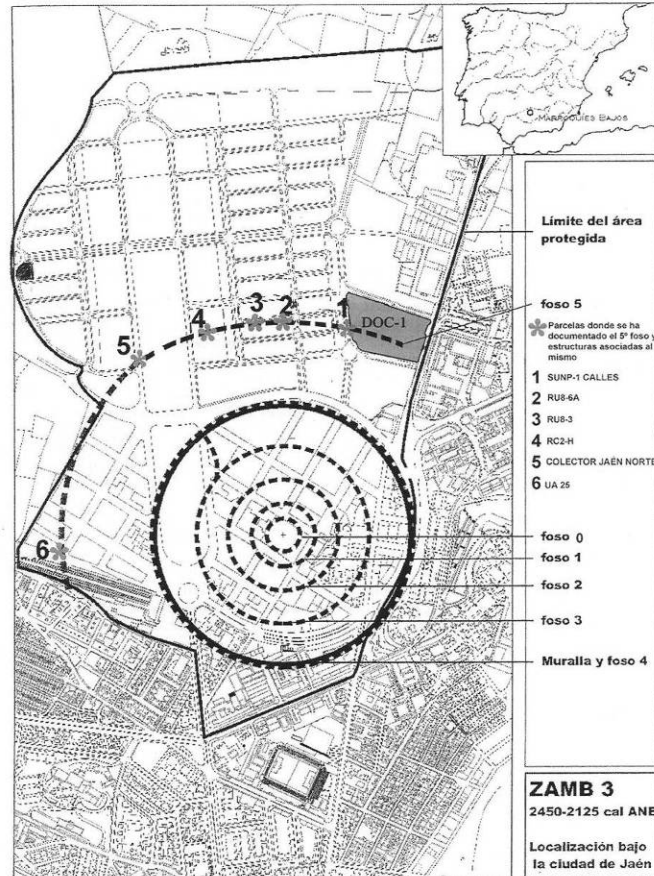 MARROQUÍES BAJOS
Límite del área
protegida
foso 5
Parcelas donde se ha
documentado el 5º foso y
estructuras asociadas al
mismo
1 SUNP-1 CALLES
2 RU8-6A
3 RU8-3
4 RC2-H
5 COLECTOR JAÉN NORTE
6 UA 25
1
2
3
4
5
6
DOC-1
foso 0
foso 1
foso 2
foso 3
Muralla y foso 4
ZAMB 3
2450-2125 cal ANE
Localización bajo
la ciudad de Jaén